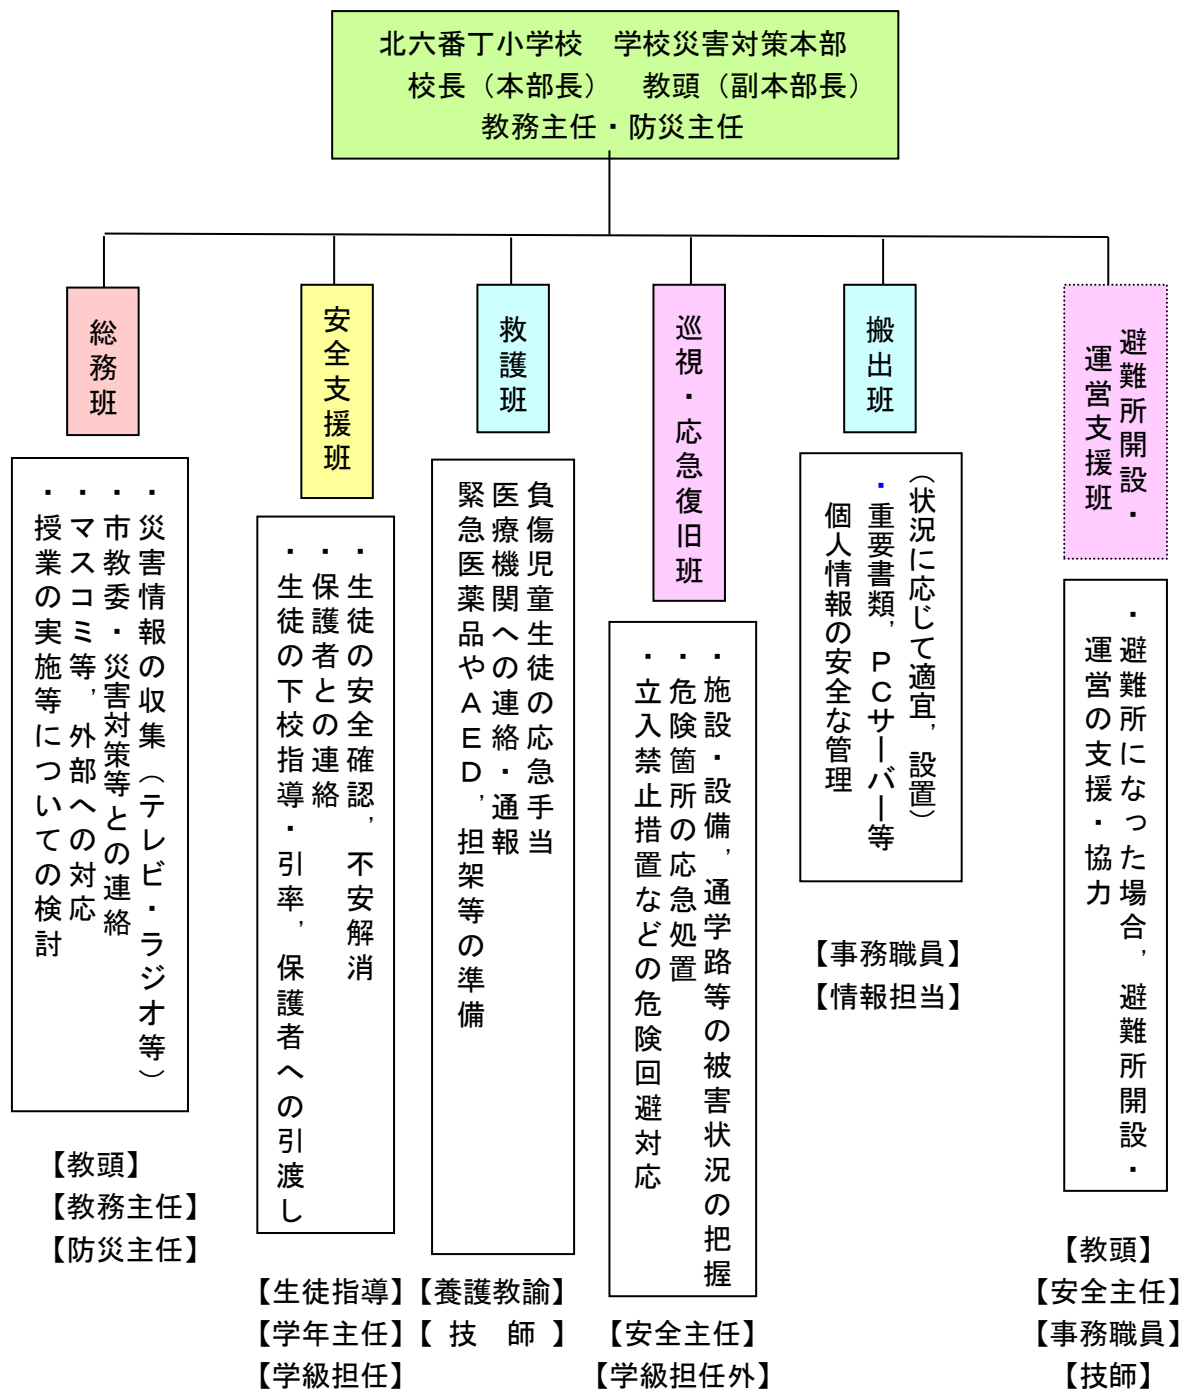 北六番丁小学校　学校災害対策本部
校長（本部長）　教頭（副本部長）
教務主任・防災主任
総務班
・災害情報の収集（テレビ・ラジオ等）
・市教委・災害対策等との連絡
・マスコミ等，外部への対応
・授業の実施等についての検討
【教頭】
【教務主任】
【防災主任】
安全支援班
・生徒の安全確認，不安解消
・保護者との連絡
・生徒の下校指導・引率，保護者への引渡し
【生徒指導】
【学年主任】
【学級担任】
救護班
負傷児童生徒の応急手当
医療機関への連絡・通報
緊急医薬品やＡＥＤ，担架等の準備
【養護教諭】
【　技　師　】
巡視・応急復旧班
・施設・設備，通学路等の被害状況の把握
・危険箇所の応急処置
・立入禁止措置などの危険回避対応
【安全主任】
【学級担任外】
搬出班
（状況に応じて適宜，設置）
・重要書類，ＰＣサーバー等
個人情報の安全な管理
【事務職員】
【情報担当】
避難所開設・
運営支援班
・避難所になった場合，避難所開設・
運営の支援・協力
【教頭】
【安全主任】
【事務職員】
【技師】